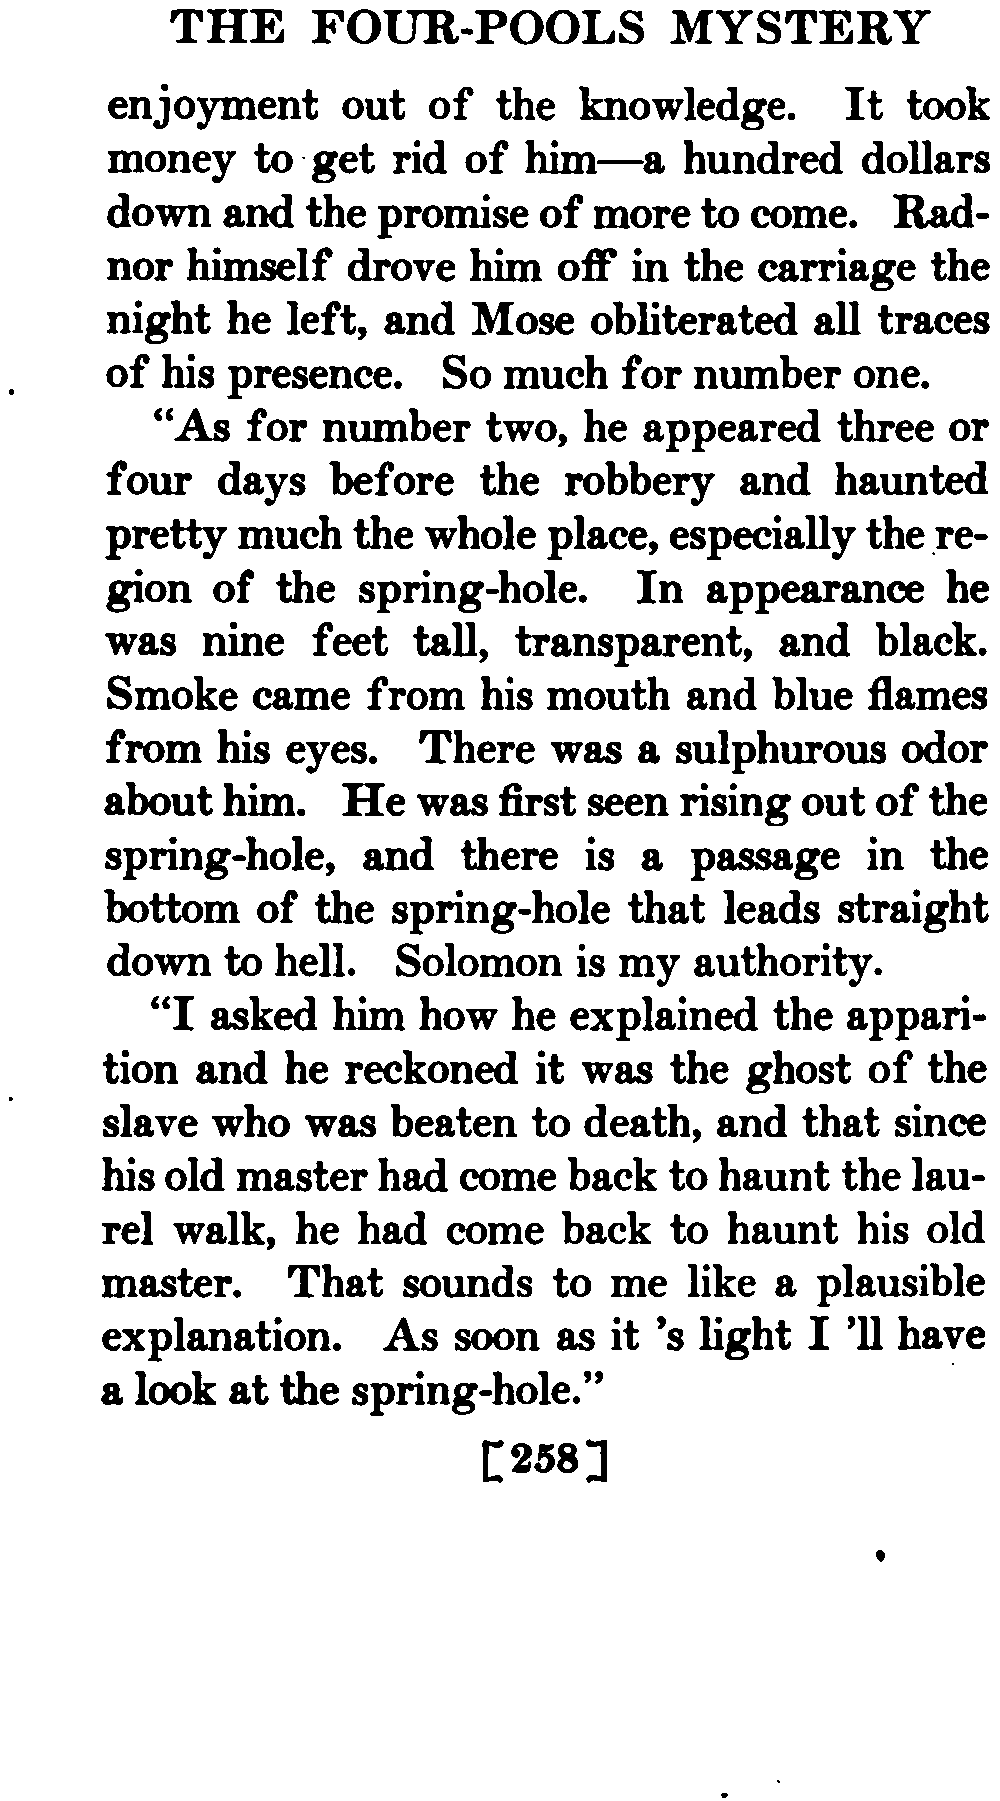 THE FOUR-POOLS MYSTERY
enjoyment out of the knowledge. It took
money to get rid of him—a hundred dollars
down and the promise of more to come. Rad-
nor himself drove him off in the carriage the
night he left, and Mose obliterated all traces
of his presence. So much for number one.
“As for number two, he appeared three or
four days before the robbery and haunted
pretty much the whole place, especially the re-
gion of the spring-hole. In appearance he
was nine feet tall, transparent, and black.
Smoke came from his mouth and blue flames
from his eyes. There was a sulphurous odor
about him. He was first seen rising out of the
spring-hole, and there is a passage in the
bottom of the spring-hole that leads straight
down to hell. Solomon is my authority.
“I asked him how he explained the appari-
tion and he reckoned it was the ghost of the
slave who was beaten to death, and that since
his old master had come back to haunt the lau-
rel walk, he had come back to haunt his old
master. That sounds to me like a plausible
explanation. As soon as it 's light I 'll have
a look at the spring-hole.”
[258]